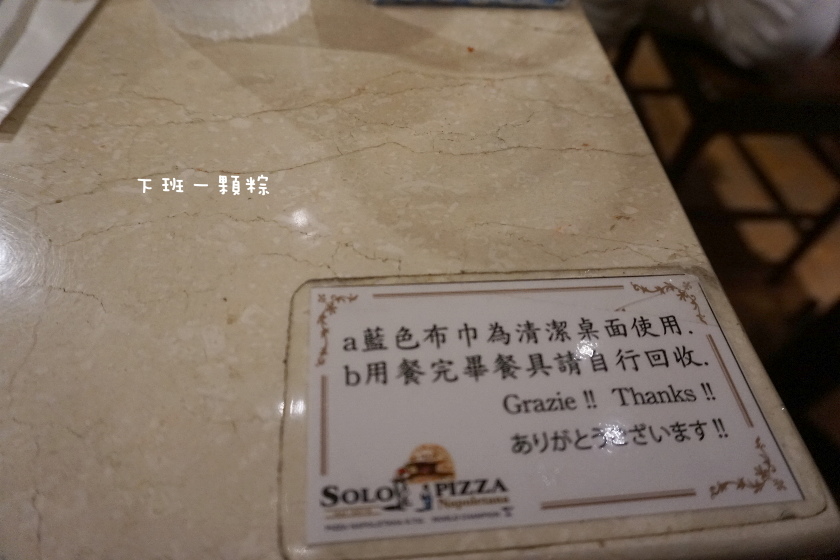 下班一顆粽
a藍色布巾為清潔桌面使用.
b用餐完畢餐具請自行回收.
Grazie !! Thanks !!
ありがとうございます!!
SOLO PIZZA
Napoletana